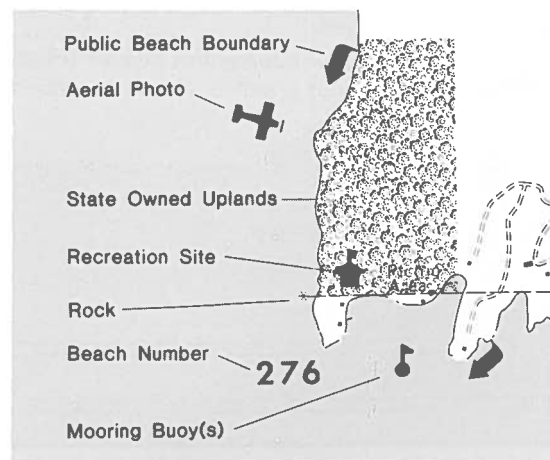 Public Beach Boundary
Aerial Photo
State Owned Uplands
Recreation Site
Rock
Beach Number
276
Mooring Buoy(s)